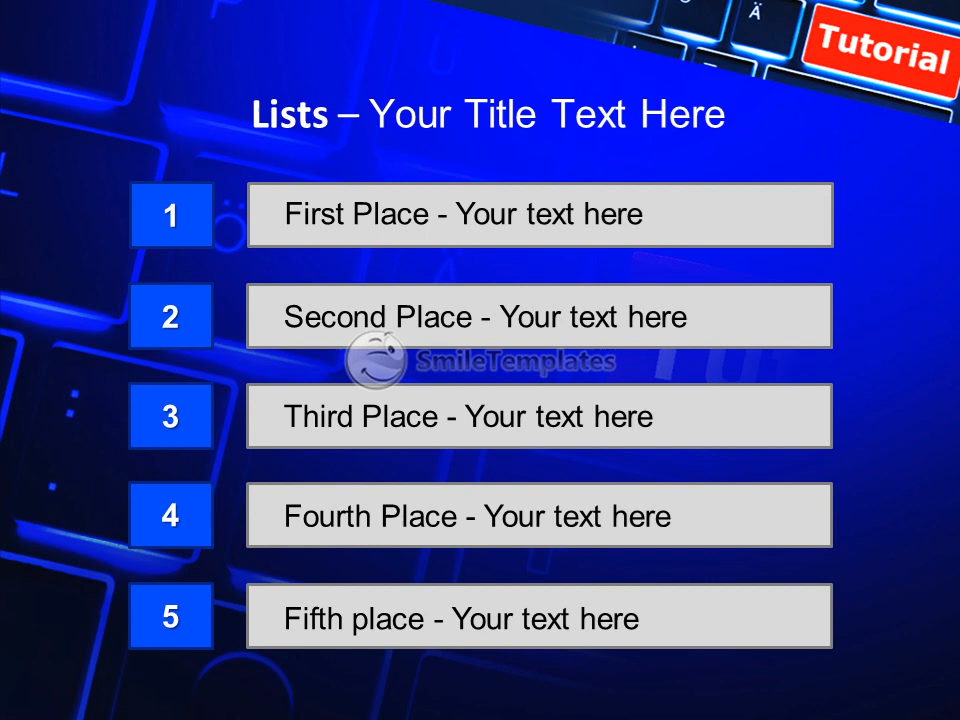 Ä
Tutorial
Lists – Your Title Text Here
1
First Place - Your text here
Ö
2
Second Place - Your text here
SmileTemplates
3
Third Place - Your text here
4
Fourth Place - Your text here
5
Fifth place - Your text here